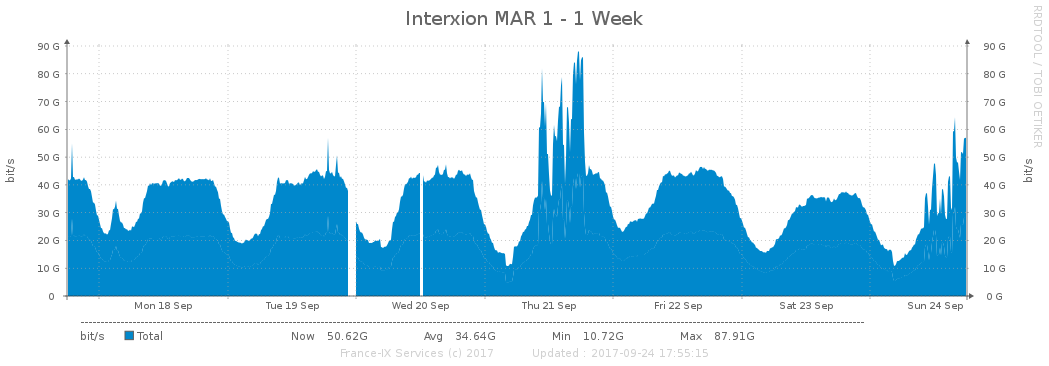 Interxion MAR 1 - 1 Week
RRDTOOL / TOBI OETIKER
bit/s
90 G 90 G
80 G 80 G
70 G 70 G
60 G 60 G
50 G 50 G
40 G 40 G
30 G 30 G
20 G 20 G
10 G 10 G
0 0 G
bit/s
Mon 18 Sep Tue 19 Sep Wed 20 Sep Thu 21 Sep Fri 22 Sep Sat 23 Sep Sun 24 Sep
bit/s Total Now 50.62G Avg 34.64G Min 10.72G Max 87.91G
France-IX Services (c) 2017 Updated : 2017-09-24 17:55:15